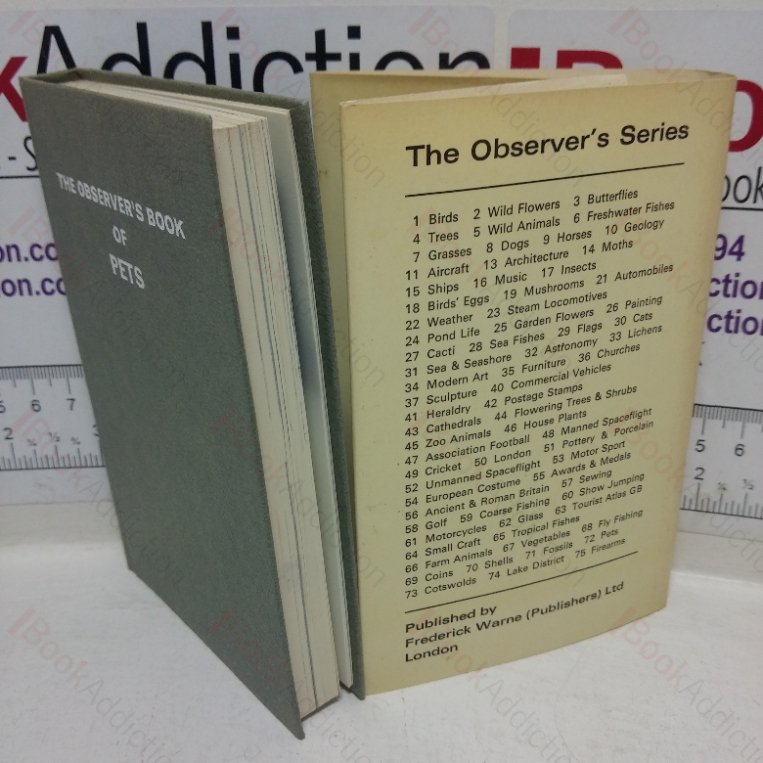 Addiction
THE OBSERVER'S BOOK
OF
PETS
The Observer's Series
1 Birds 2 Wild Flowers 3 Butterflies
4 Trees 5 Wild Animals 6 Freshwater Fishes
7 Grasses 8 Dogs 9 Horses 10 Geology
11 Aircraft 13 Architecture 14 Moths
15 Ships 16 Music 17 Insects
18 Birds' Eggs 19 Mushrooms 21 Automobiles
22 Weather 23 Steam Locomotives
24 Pond Life 25 Garden Flowers 26 Painting
27 Cacti 28 Sea Fishes 29 Flags 30 Cats
31 Sea & Seashore 32 Astronomy 33 Lichens
34 Modern Art 35 Furniture 36 Churches
37 Sculpture 40 Commercial Vehicles
41 Heraldry 42 Postage Stamps
43 Cathedrals 44 Flowering Trees & Shrubs
45 Zoo Animals 46 House Plants
47 Association Football 48 Manned Spaceflight
49 Cricket 50 London 51 Pottery & Porcelain
52 Unmanned Spaceflight 53 Motor Sport
54 European Costume 55 Awards & Medals
56 Ancient & Roman Britain 57 Sewing
58 Golf 59 Coarse Fishing 60 Show Jumping
61 Motorcycles 62 Glass 63 Tourist Atlas GB
64 Small Craft 65 Tropical Fishes
66 Farm Animals 67 Vegetables 68 Fly Fishing
69 Coins 70 Shells 71 Fossils 72 Pets
73 Cotswolds 74 Lake District 75 Firearms
Published by
Frederick Warne (Publishers) Ltd
London